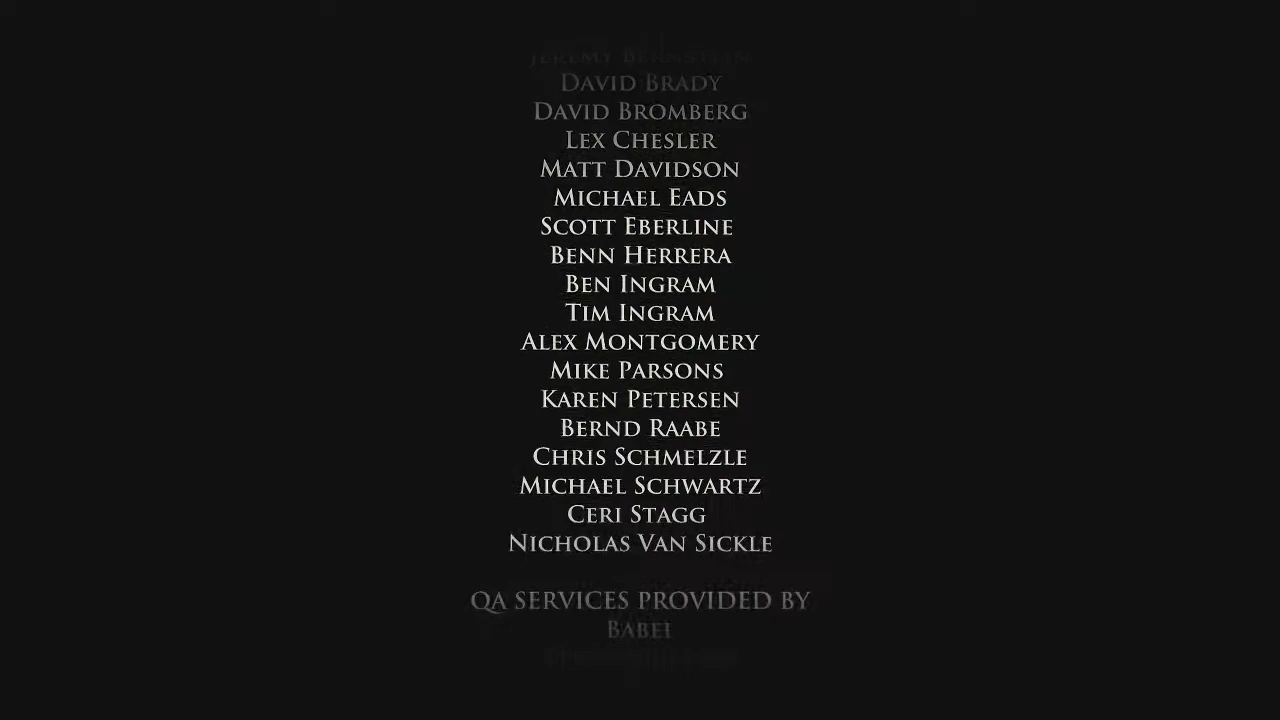 Jeremy Bernstein
David Brady
David Bromberg
Lex Chesler
Matt Davidson
Michael Eads
Scott Eberline
Benn Herrera
Ben Ingram
Tim Ingram
Alex Montgomery
Mike Parsons
Karen Petersen
Bernd Raabe
Chris Schmelzle
Michael Schwartz
Ceri Stagg
Nicholas Van Sickle
QA Services Provided By
Babel